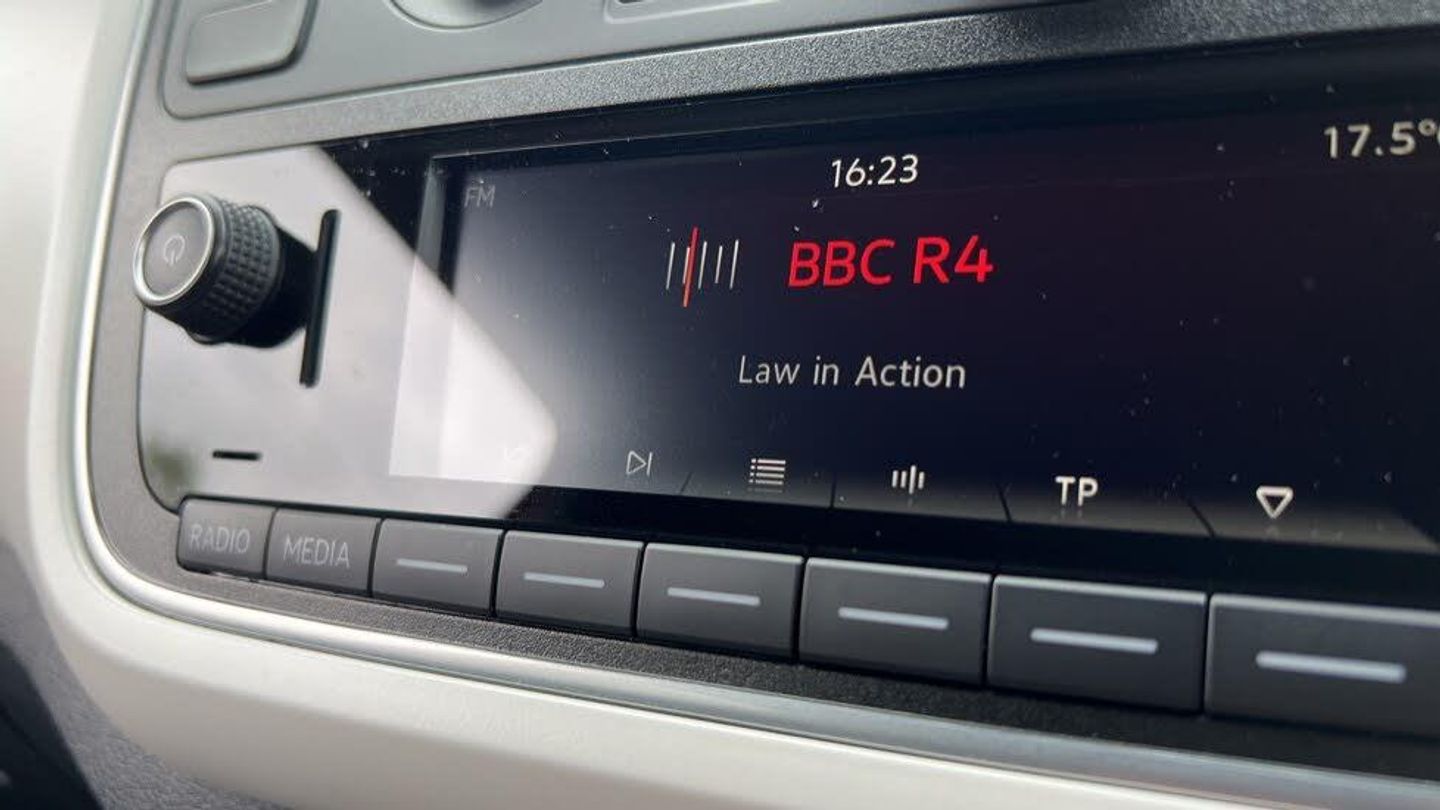 FM
16:23
17.5°
BBC R4
Law in Action
TP
RADIO
MEDIA